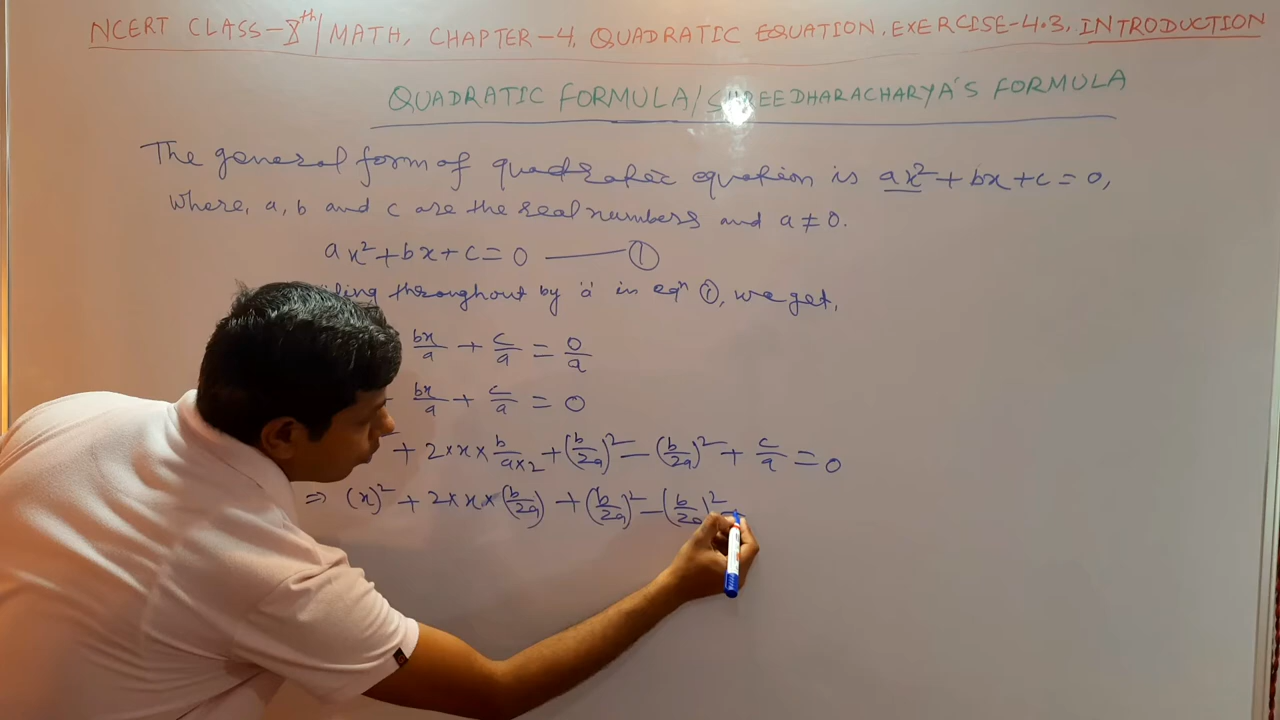 NCERT CLASS-X th/MATH, CHAPTER-4, QUADRATIC EQUATION, EXERCISE-4.3, INTRODUCTION
QUADRATIC FORMULA/SHREEDHARACHARYA'S FORMULA
The general form of quadratic equation is ax² + bx + c = 0,
where, a, b and c are the real numbers and a ≠ 0.
ax² + bx + c = 0 — ①
throughout by 'a' in eqn ①, we get,
bx/a + c/a = 0/a
bx/a + c/a = 0
+ 2 × x × b/a×2 + (b/2a)² − (b/2a)² + c/a = 0
⇒ (x)² + 2 × x × (b/2a) + (b/2a)² − (b/2a)²